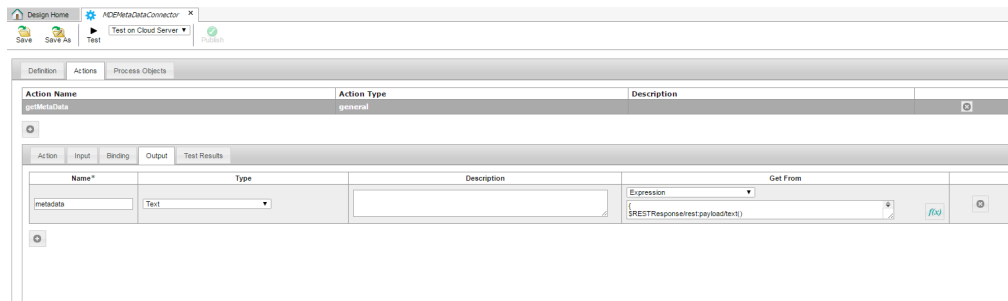 Design Home MDEMetaDataConnector ×
Save Save As Test Test on Cloud Server Publish
Definition Actions Process Objects
Action Name Action Type Description
getMetaData general
Action Input Binding Output Test Results
Name* Type Description Get From
Expression
metadata Text {
$RESTResponse/rest:payload/text() f(x)